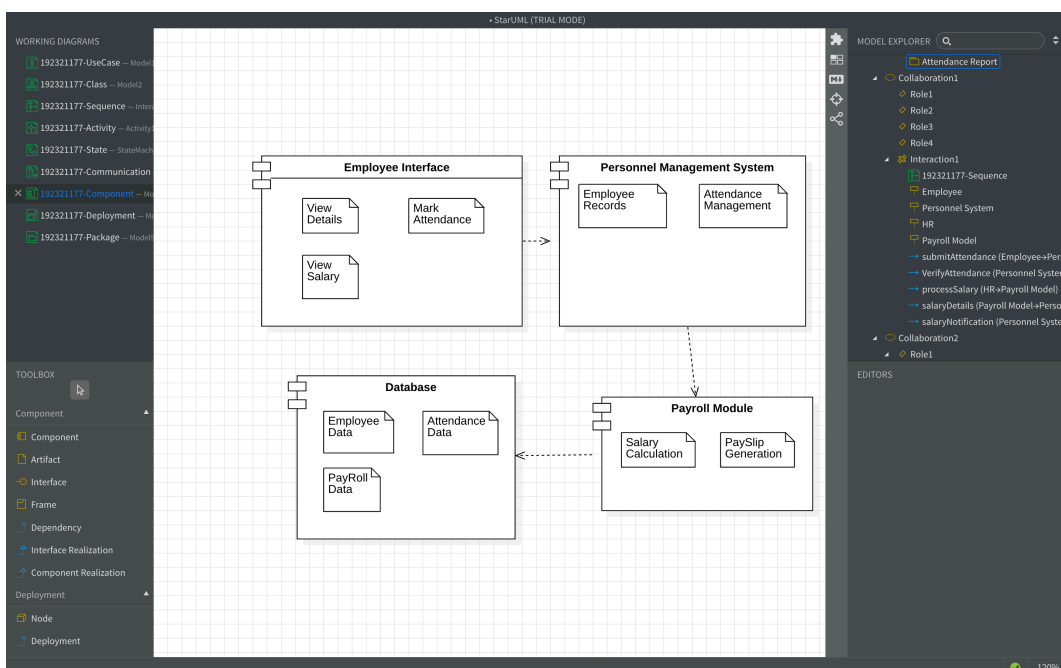 • StarUML (TRIAL MODE)
WORKING DIAGRAMS
192321177-UseCase — Model1
192321177-Class — Model2
192321177-Sequence — Intera
192321177-Activity — Activity1
192321177-State — StateMach
192321177-Communication
192321177-Component — Mo
192321177-Deployment — Mo
192321177-Package — Model5
TOOLBOX
Component
Component
Artifact
Interface
Frame
Dependency
Interface Realization
Component Realization
Deployment
Node
Deployment
Employee Interface
View
Details
Mark
Attendance
View
Salary
Personnel Management System
Employee
Records
Attendance
Management
Database
Employee
Data
Attendance
Data
PayRoll
Data
Payroll Module
Salary
Calculation
PaySlip
Generation
M
MODEL EXPLORER
Attendance Report
Collaboration1
Role1
Role2
Role3
Role4
Interaction1
192321177-Sequence
Employee
Personnel System
HR
Payroll Model
submitAttendance (Employee→Per
VerifyAttendance (Personnel Syste
processSalary (HR→Payroll Model)
salaryDetails (Payroll Model→Perso
salaryNotification (Personnel Syste
Collaboration2
Role1
EDITORS
120%